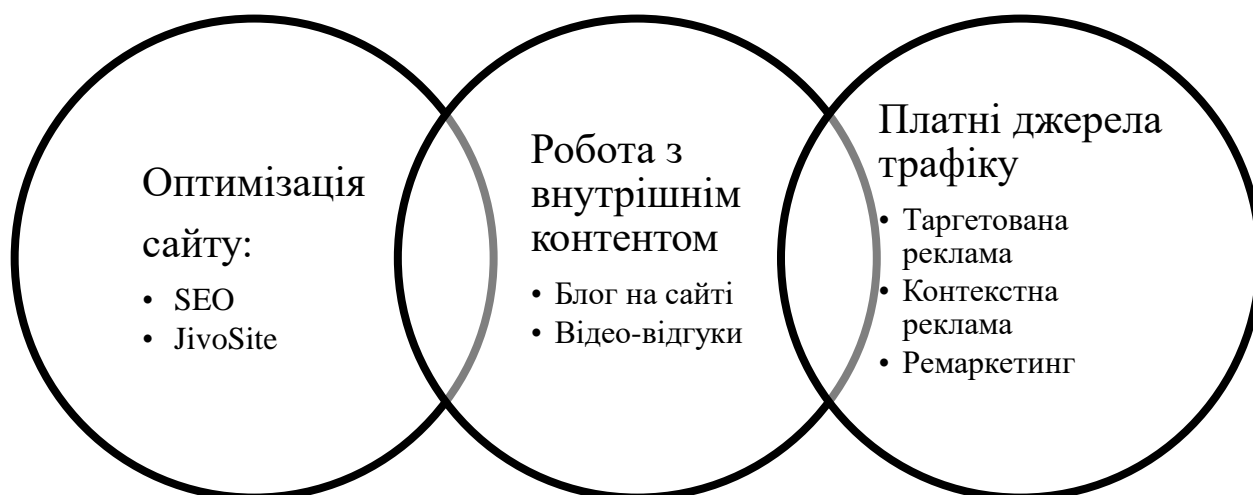 Оптимізація
сайту:
• SEO
• JivoSite
Робота з
внутрішнім
контентом
• Блог на сайті
• Відео-відгуки
Платні джерела
трафіку
• Таргетована
реклама
• Контекстна
реклама
• Ремаркетинг